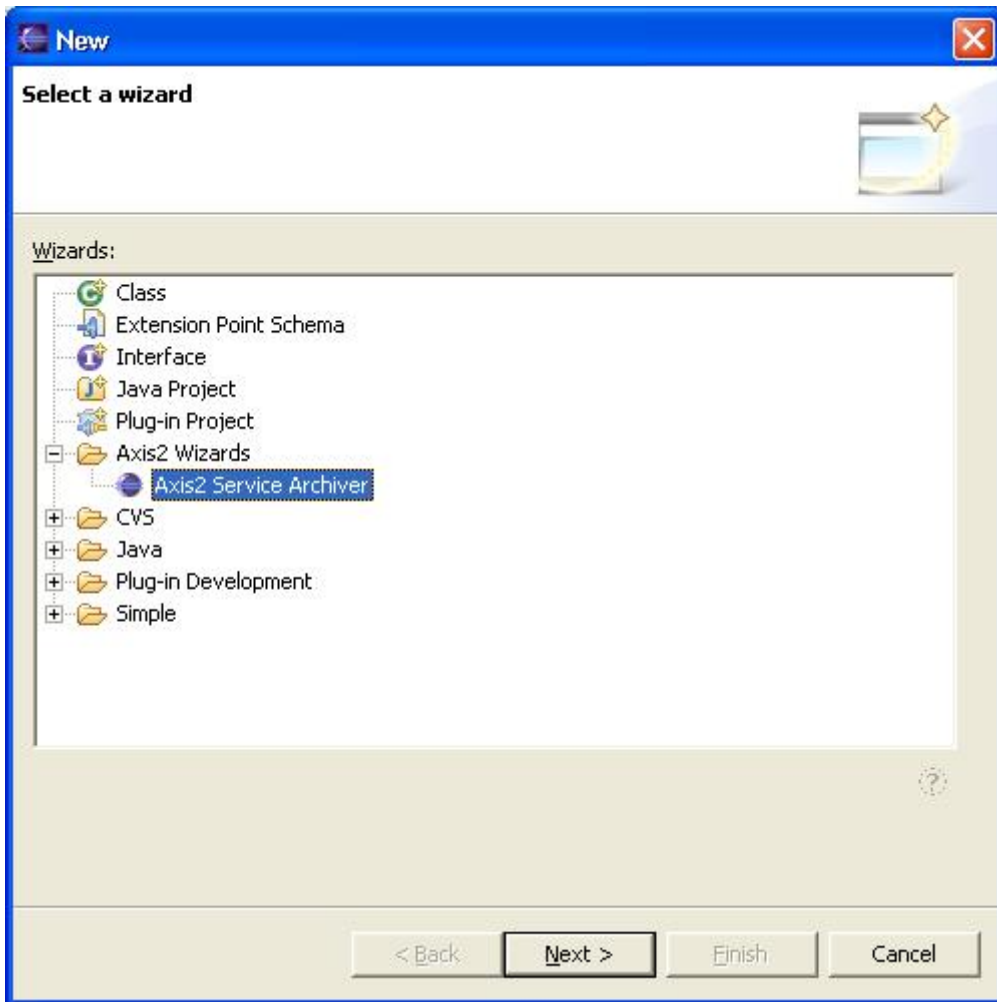 New
Select a wizard
Wizards:
Class
Extension Point Schema
Interface
Java Project
Plug-in Project
Axis2 Wizards
Axis2 Service Archiver
CVS
Java
Plug-in Development
Simple
< Back Next > Finish Cancel